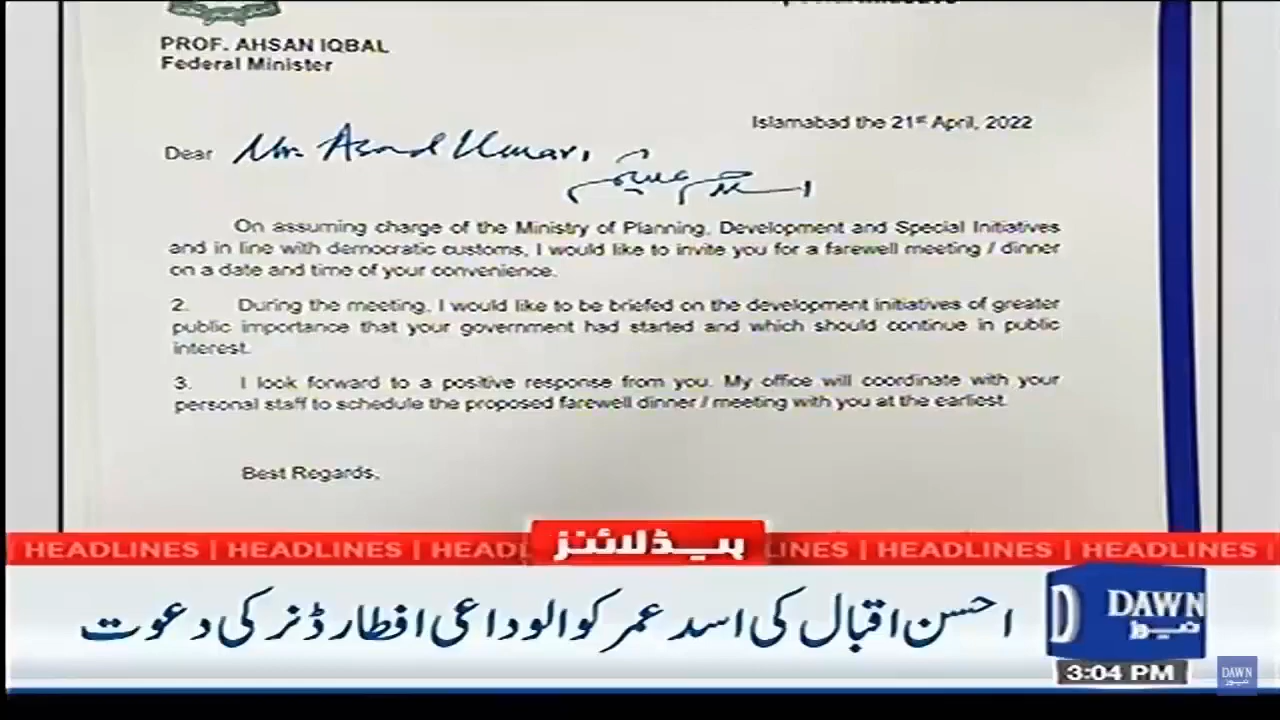 PROF. AHSAN IQBAL
Federal Minister
Islamabad the 21st April, 2022
Dear Mr. Asad Umar,
السلام علیکم
On assuming charge of the Ministry of Planning, Development and Special Initiatives
and in line with democratic customs, I would like to invite you for a farewell meeting / dinner
on a date and time of your convenience.
2. During the meeting, I would like to be briefed on the development initiatives of greater
public importance that your government had started and which should continue in public
interest.
3. I look forward to a positive response from you. My office will coordinate with your
personal staff to schedule the proposed farewell dinner / meeting with you at the earliest.
Best Regards,
HEADLINES | HEADLINES | HEADL
ہیڈلائنز
LINES | HEADLINES | HEADLINES |
احسن اقبال کی اسد عمر کو الوداعی افطار ڈنر کی دعوت
D DAWN
نیوز
3:04 PM
DAWN
نیوز